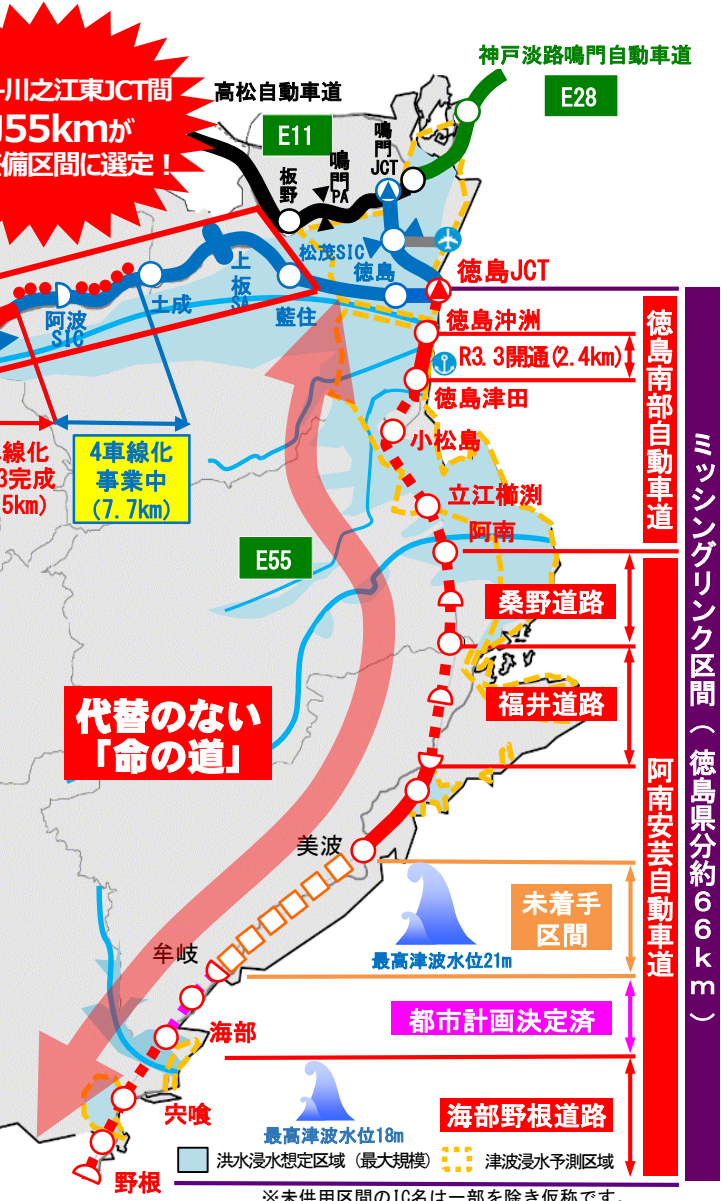 神戸淡路鳴門自動車道
E28
川之江東JCT間
55kmが
備区間に選定！
高松自動車道
E11
鳴門JCT
鳴門PA
板野
松茂SIC
徳島
徳島JCT
上板SA
藍住
土成
阿波SIC
徳島沖洲
R3.3開通(2.4km)
徳島津田
小松島
立江櫛渕
阿南
車線化
3完成
5km)
4車線化
事業中
(7.7km)
徳島南部自動車道
ミッシングリンク区間（徳島県分約66km）
E55
桑野道路
福井道路
代替のない
「命の道」
阿南安芸自動車道
美波
未着手
区間
最高津波水位21m
牟岐
都市計画決定済
海部
宍喰
海部野根道路
最高津波水位18m
洪水浸水想定区域（最大規模）
津波浸水予測区域
野根
※未供用区間のIC名は一部を除き仮称です。